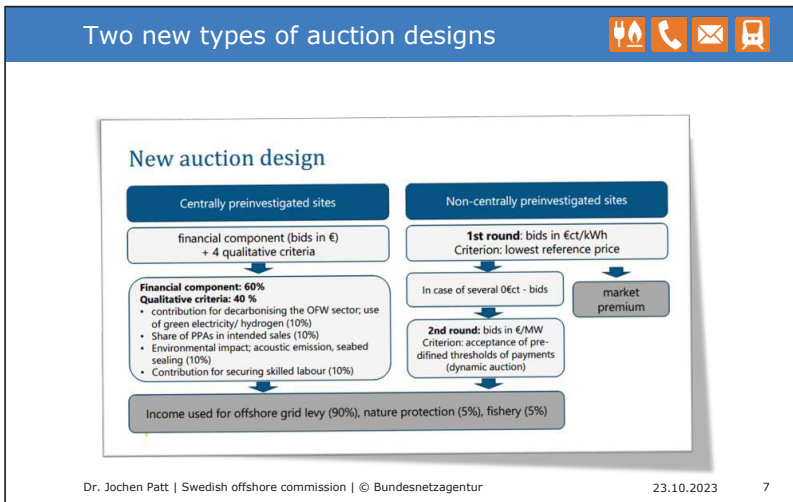 Two new types of auction designs
New auction design
Centrally preinvestigated sites
financial component (bids in €)
+ 4 qualitative criteria
Financial component: 60%
Qualitative criteria: 40 %
• contribution for decarbonising the OFW sector; use
of green electricity/ hydrogen (10%)
• Share of PPAs in intended sales (10%)
• Environmental impact; acoustic emission, seabed
sealing (10%)
• Contribution for securing skilled labour (10%)
Non-centrally preinvestigated sites
1st round: bids in €ct/kWh
Criterion: lowest reference price
In case of several 0€ct - bids
market
premium
2nd round: bids in €/MW
Criterion: acceptance of pre-
difined thresholds of payments
(dynamic auction)
Income used for offshore grid levy (90%), nature protection (5%), fishery (5%)
Dr. Jochen Patt | Swedish offshore commission | © Bundesnetzagentur
23.10.2023
7